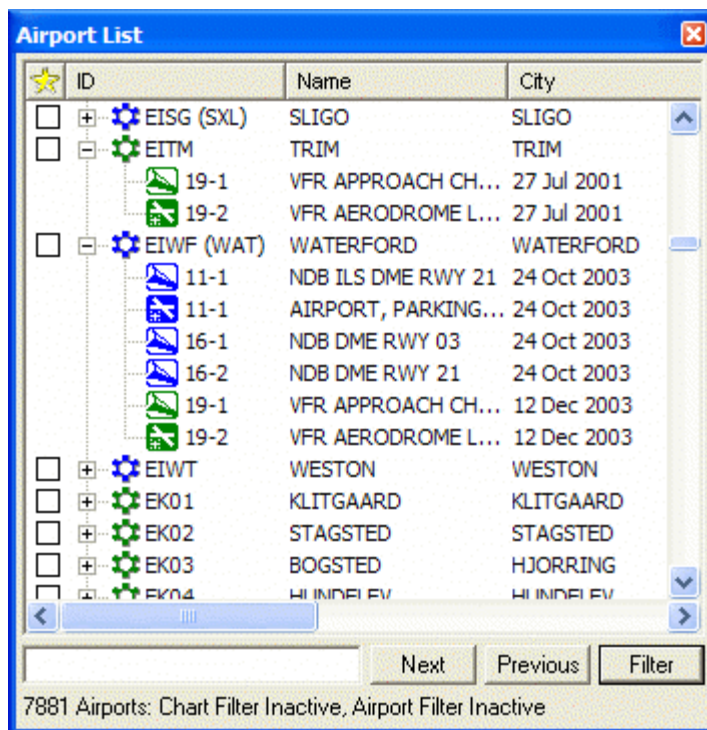 Airport List
ID Name City
EISG (SXL) SLIGO SLIGO
EITM TRIM TRIM
19-1 VFR APPROACH CH... 27 Jul 2001
19-2 VFR AERODROME L... 27 Jul 2001
EIWF (WAT) WATERFORD WATERFORD
11-1 NDB ILS DME RWY 21 24 Oct 2003
11-1 AIRPORT, PARKING... 24 Oct 2003
16-1 NDB DME RWY 03 24 Oct 2003
16-2 NDB DME RWY 21 24 Oct 2003
19-1 VFR APPROACH CH... 12 Dec 2003
19-2 VFR AERODROME L... 12 Dec 2003
EIWT WESTON WESTON
EK01 KLITGAARD KLITGAARD
EK02 STAGSTED STAGSTED
EK03 BOGSTED HJORRING
EK04 HUNDELEV HUNDELEV
Next Previous Filter
7881 Airports: Chart Filter Inactive, Airport Filter Inactive